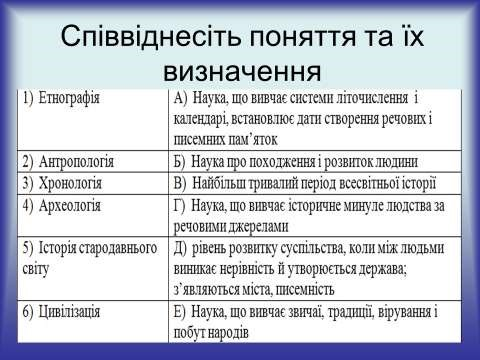 Співвіднесіть поняття та їх
визначення
1) Етнографія
А) Наука, що вивчає системи літочислення і
календарі, встановлює дати створення речових і
писемних пам’яток
2) Антропологія
Б) Наука про походження і розвиток людини
3) Хронологія
В) Найбільш тривалий період всесвітньої історії
4) Археологія
Г) Наука, що вивчає історичне минуле людства за
речовими джерелами
5) Історія стародавнього
світу
Д) рівень розвитку суспільства, коли між людьми
виникає нерівність й утворюється держава;
з’являються міста, писемність
6) Цивілізація
Е) Наука, що вивчає звичаї, традиції, вірування і
побут народів